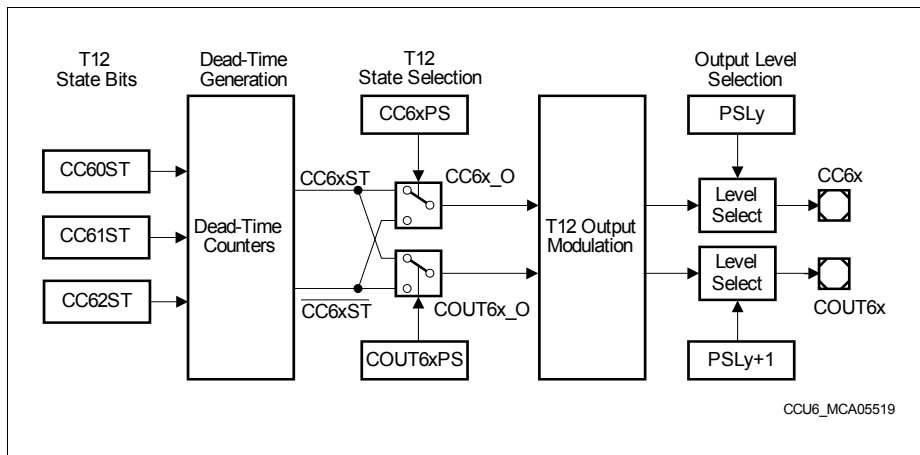 T12
State Bits
Dead-Time
Generation
T12
State Selection
Output Level
Selection
CC6xPS
PSLy
CC60ST
CC61ST
CC62ST
Dead-Time
Counters
CC6xST
CC6xST
CC6x_O
COUT6x_O
COUT6xPS
T12 Output
Modulation
Level
Select
CC6x
Level
Select
COUT6x
PSLy+1
CCU6_MCA05519